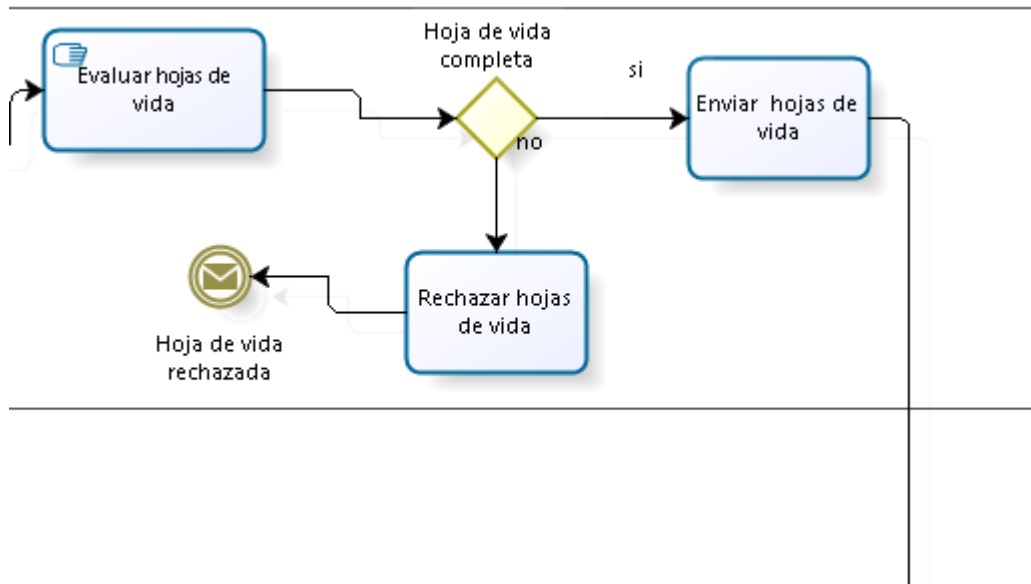 Evaluar hojas de
vida
Hoja de vida
completa
si
no
Enviar hojas de
vida
Rechazar hojas
de vida
Hoja de vida
rechazada